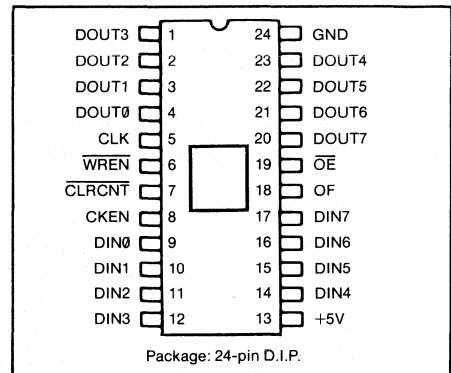 DOUT3 1 24 GND
DOUT2 2 23 DOUT4
DOUT1 3 22 DOUT5
DOUT0 4 21 DOUT6
CLK 5 20 DOUT7
WREN 6 19 OE
CLRCNT 7 18 OF
CKEN 8 17 DIN7
DIN0 9 16 DIN6
DIN1 10 15 DIN5
DIN2 11 14 DIN4
DIN3 12 13 +5V
Package: 24-pin D.I.P.